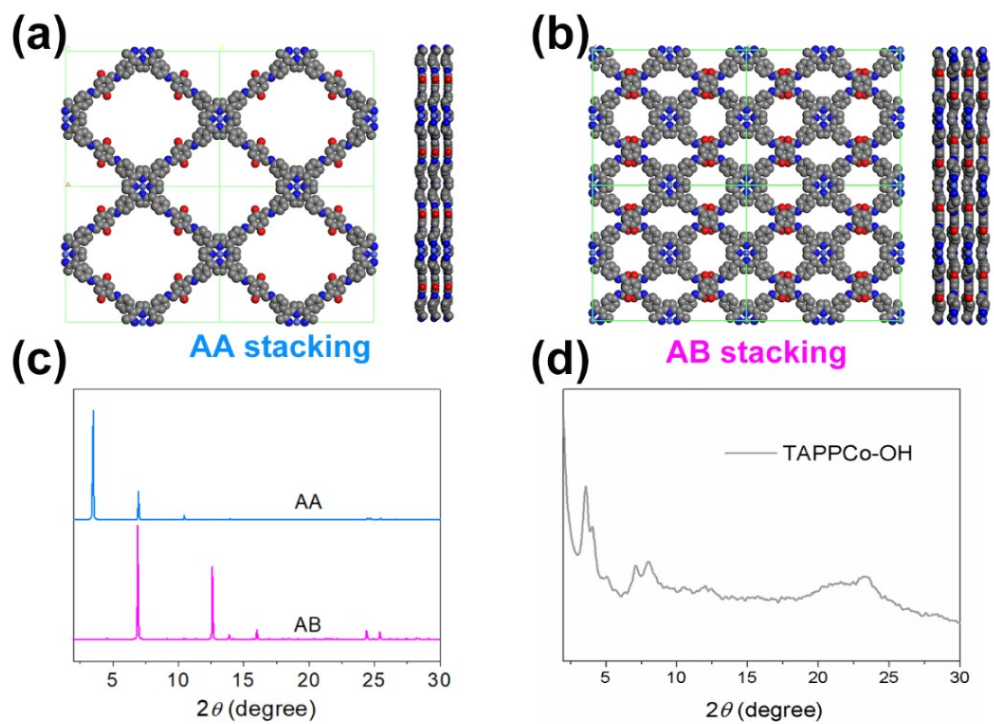 (a)
(b)
AA stacking
AB stacking
(c)
(d)
AA
AB
5 10 15 20 25 30
2θ (degree)
TAPPCo-OH
5 10 15 20 25 30
2θ (degree)